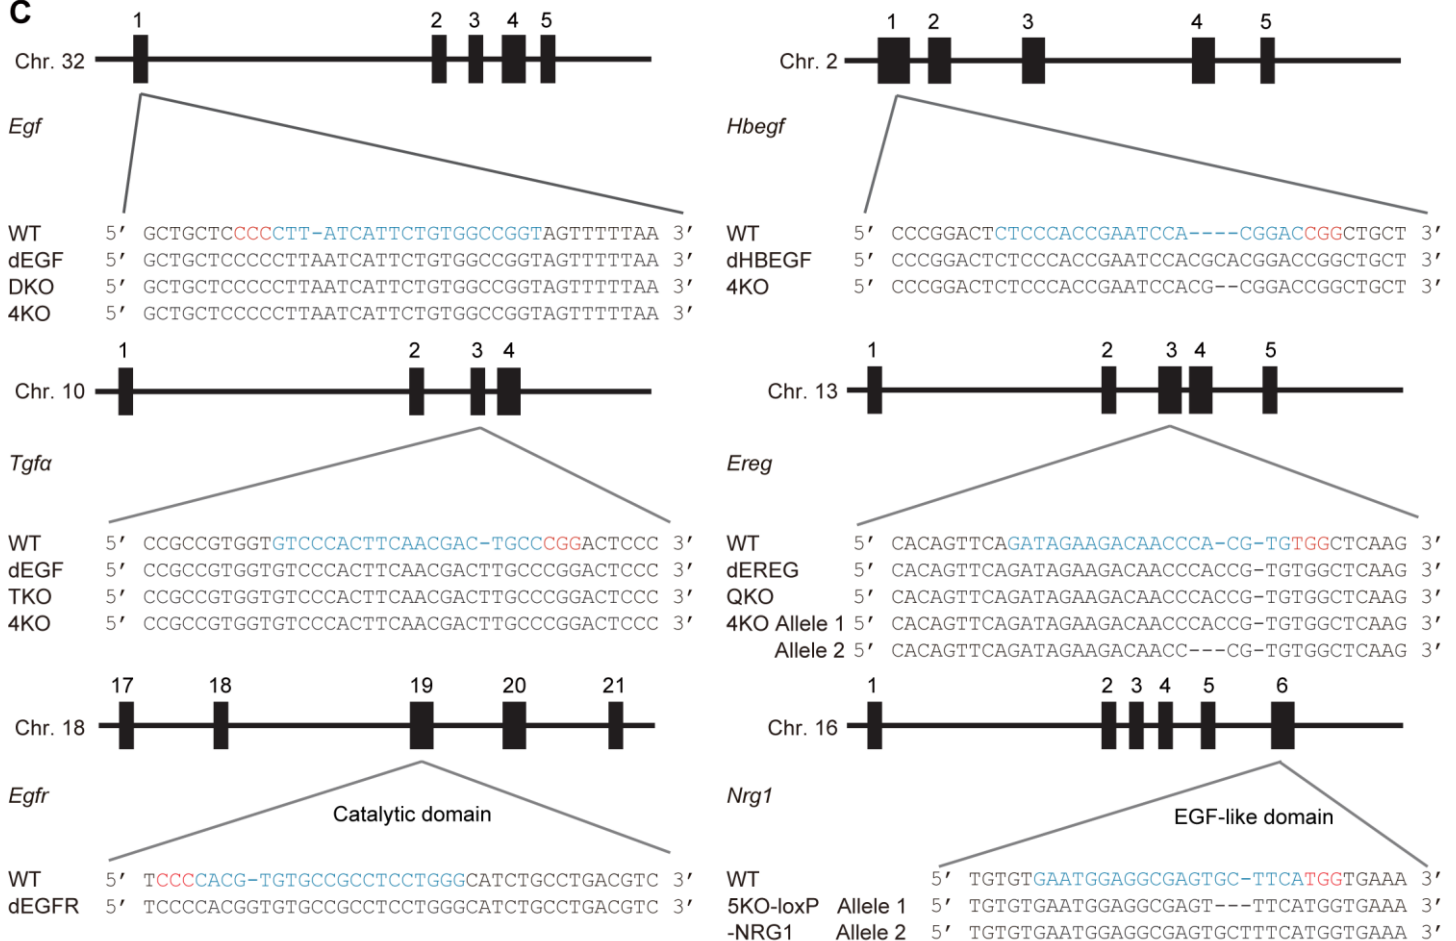 C
1 2 3 4 5
Chr. 32
Egf
WT 5′ GCTGCTCCCCCTT-ATCATTCTGTGGCCGGTAGTTTTTAA 3′
dEGF 5′ GCTGCTCCCCCTTAATCATTCTGTGGCCGGTAGTTTTTAA 3′
DKO 5′ GCTGCTCCCCCTTAATCATTCTGTGGCCGGTAGTTTTTAA 3′
4KO 5′ GCTGCTCCCCCTTAATCATTCTGTGGCCGGTAGTTTTTAA 3′
1 2 3 4 5
Chr. 2
Hbegf
WT 5′ CCCGGACTCTCCCACCGAATCCA----CGGACCGGCTGCT 3′
dHBEGF 5′ CCCGGACTCTCCCACCGAATCCACGCACGGACCGGCTGCT 3′
4KO 5′ CCCGGACTCTCCCACCGAATCCACG--CGGACCGGCTGCT 3′
1 2 3 4
Chr. 10
Tgfα
WT 5′ CCGCCGTGGTGTCCCACTTCAACGAC-TGCCCGGACTCCC 3′
dEGF 5′ CCGCCGTGGTGTCCCACTTCAACGACTTGCCCGGACTCCC 3′
TKO 5′ CCGCCGTGGTGTCCCACTTCAACGACTTGCCCGGACTCCC 3′
4KO 5′ CCGCCGTGGTGTCCCACTTCAACGACTTGCCCGGACTCCC 3′
1 2 3 4 5
Chr. 13
Ereg
WT 5′ CACAGTTCAGATAGAAGACAACCCA-CG-TGTGGCTCAAG 3′
dEREG 5′ CACAGTTCAGATAGAAGACAACCCACCG-TGTGGCTCAAG 3′
QKO 5′ CACAGTTCAGATAGAAGACAACCCACCG-TGTGGCTCAAG 3′
4KO Allele 1 5′ CACAGTTCAGATAGAAGACAACCCACCG-TGTGGCTCAAG 3′
Allele 2 5′ CACAGTTCAGATAGAAGACAACC---CG-TGTGGCTCAAG 3′
17 18 19 20 21
Chr. 18
Egfr
Catalytic domain
WT 5′ TCCCCACG-TGTGCCGCCTCCTGGGCATCTGCCTGACGTC 3′
dEGFR 5′ TCCCCACGGTGTGCCGCCTCCTGGGCATCTGCCTGACGTC 3′
1 2 3 4 5 6
Chr. 16
Nrg1
EGF-like domain
WT 5′ TGTGTGAATGGAGGCGAGTGC-TTCATGGTGAAA 3′
5KO-loxP Allele 1 5′ TGTGTGAATGGAGGCGAGT---TTCATGGTGAAA 3′
-NRG1 Allele 2 5′ TGTGTGAATGGAGGCGAGTGCTTTCATGGTGAAA 3′